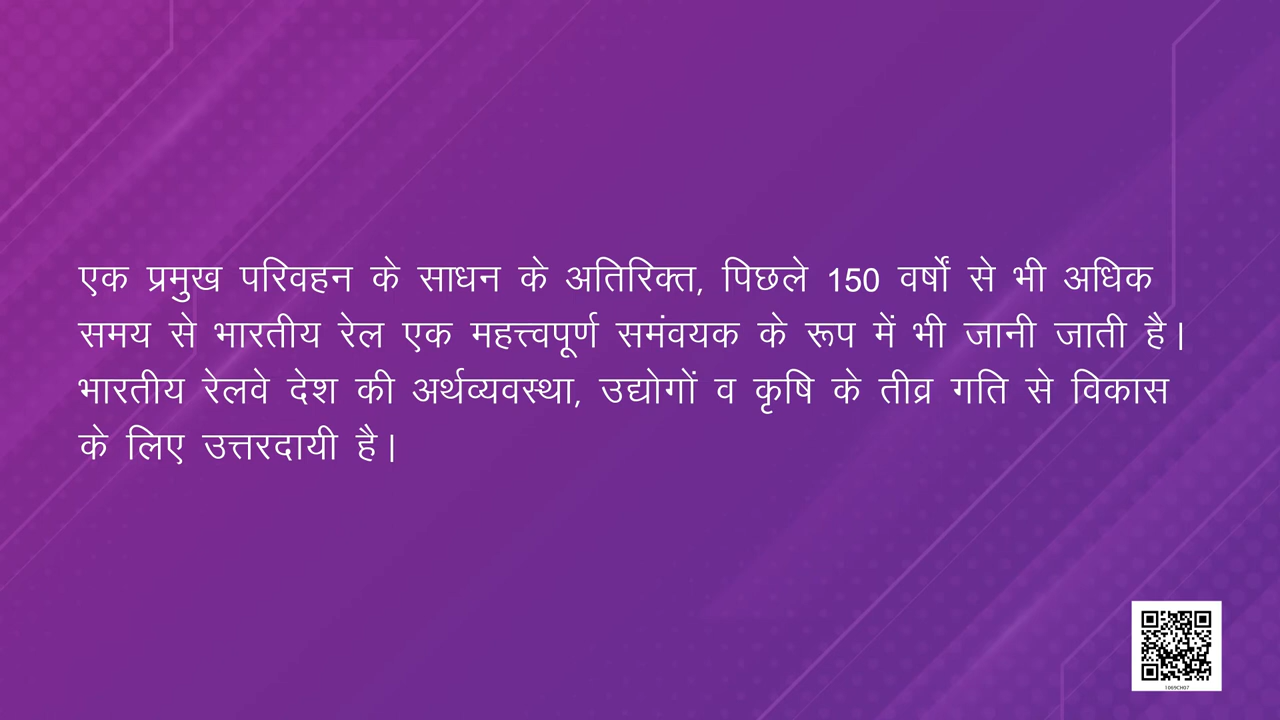 एक प्रमुख परिवहन के साधन के अतिरिक्त, पिछले 150 वर्षों से भी अधिक
समय से भारतीय रेल एक महत्त्वपूर्ण समंवयक के रूप में भी जानी जाती है।
भारतीय रेलवे देश की अर्थव्यवस्था, उद्योगों व कृषि के तीव्र गति से विकास
के लिए उत्तरदायी है।
1069CH07